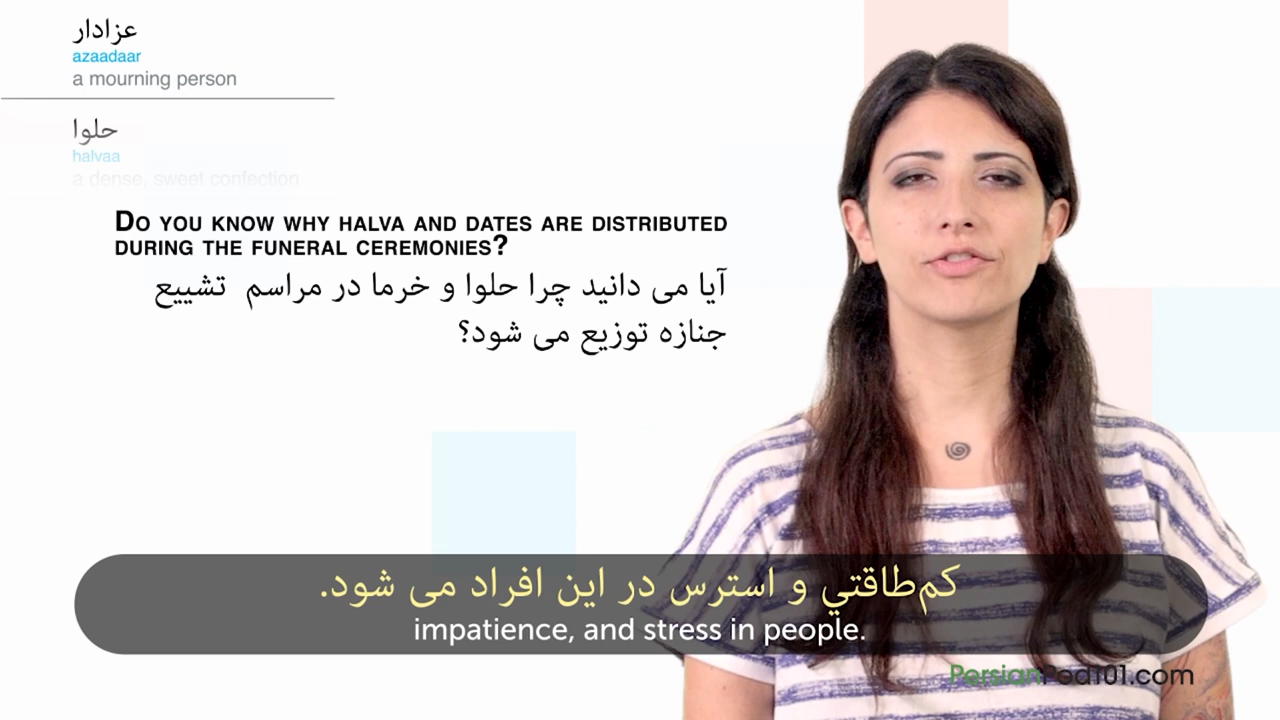 عزادار
azaadaar
a mourning person
حلوا
halvaa
a dense, sweet confection
DO YOU KNOW WHY HALVA AND DATES ARE DISTRIBUTED
DURING THE FUNERAL CEREMONIES?
آیا می دانید چرا حلوا و خرما در مراسم تشییع
جنازه توزیع می شود؟
کم‌طاقتي و استرس در این افراد می شود.
impatience, and stress in people.
PersianPod101.com